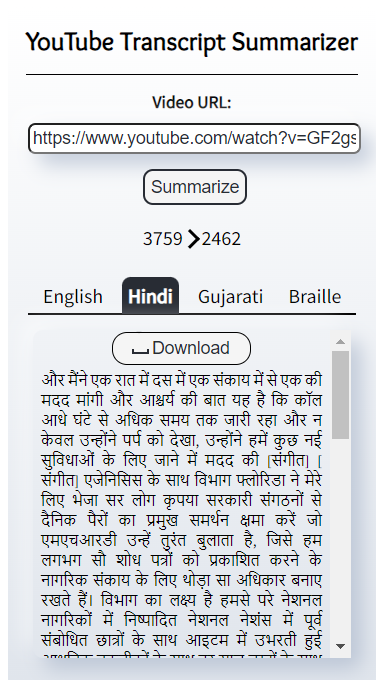 YouTube Transcript Summarizer
Video URL:
https://www.youtube.com/watch?v=GF2gs
Summarize
3759 2462
English Hindi Gujarati Braille
Download
और मैंने एक रात में दस में एक संकाय में से एक की
मदद मांगी और आश्चर्य की बात यह है कि कॉल
आधे घंटे से अधिक समय तक जारी रहा और न
केवल उन्होंने पर्प को देखा, उन्होंने हमें कुछ नई
सुविधाओं के लिए जाने में मदद की [संगीत] [
संगीत] एजेनिसिस के साथ विभाग फ्लोरिडा ने मेरे
लिए भेजा सर लोग कृपया सरकारी संगठनों से
दैनिक पैरों का प्रमुख समर्थन क्षमा करें जो
एमएचआरडी उन्हें तुरंत बुलाता है, जिसे हम
लगभग सौ शोध पत्रों को प्रकाशित करने के
नागरिक संकाय के लिए थोड़ा सा अधिकार बनाए
रखते हैं। विभाग का लक्ष्य है हमसे परे नेशनल
नागरिकों में निष्पादित नेशनल नेशंस में पूर्व
संबोधित छात्रों के साथ आइटम में उभरती हुई